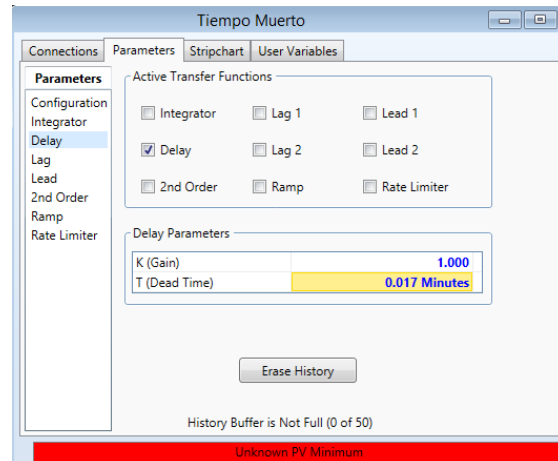 Tiempo Muerto
Connections Parameters Stripchart User Variables
Parameters
Configuration
Integrator
Delay
Lag
Lead
2nd Order
Ramp
Rate Limiter
Active Transfer Functions
Integrator Lag 1 Lead 1
Delay Lag 2 Lead 2
2nd Order Ramp Rate Limiter
Delay Parameters
K (Gain) 1.000
T (Dead Time) 0.017 Minutes
Erase History
History Buffer is Not Full (0 of 50)
Unknown PV Minimum